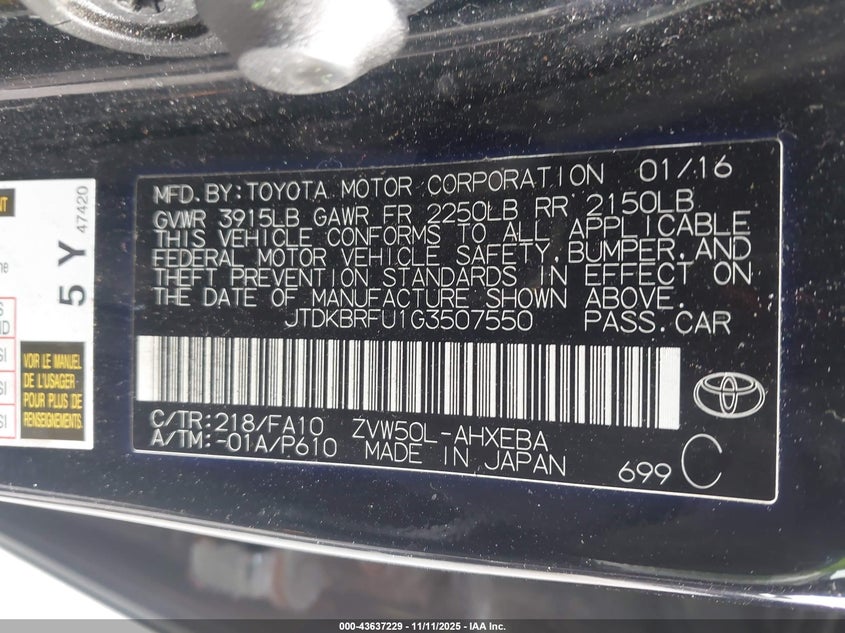 MFD. BY: TOYOTA MOTOR CORPORATION 01/16
GVWR 3915LB GAWR FR 2250LB RR 2150LB
THIS VEHICLE CONFORMS TO ALL APPLICABLE
FEDERAL MOTOR VEHICLE SAFETY, BUMPER, AND
THEFT PREVENTION STANDARDS IN EFFECT ON
THE DATE OF MANUFACTURE SHOWN ABOVE.
JTDKBRFU1G3507550 PASS. CAR
C/TR: 218/FA10 ZVW50L-AHXEBA
A/TM: -01A/P610 MADE IN JAPAN
699 C
5 Y
47420
VOIR LE MANUEL
DE L'USAGER
POUR PLUS DE
RENSEIGNEMENTS.
000-43637229 - 11/11/2025 - IAA Inc.